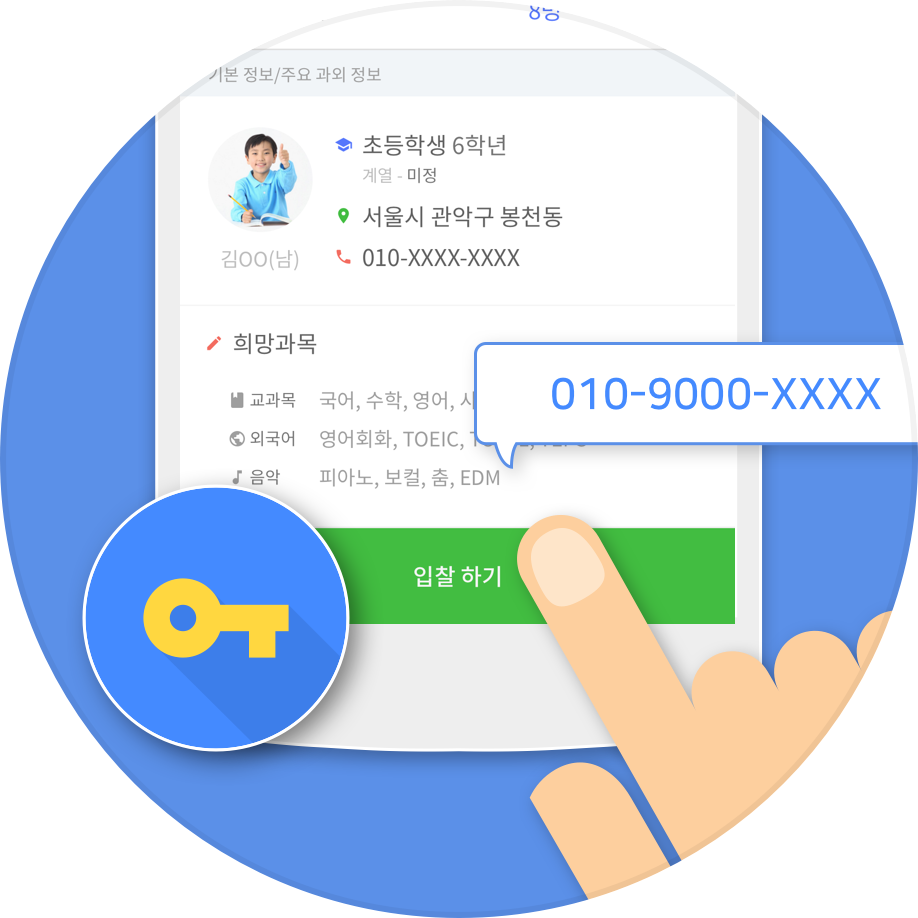 8명
기본 정보/주요 과외 정보
초등학생 6학년
계열 - 미정
서울시 관악구 봉천동
김OO(남)
010-XXXX-XXXX
희망과목
010-9000-XXXX
교과목 국어, 수학, 영어,
외국어 영어회화, TOEIC,
음악 피아노, 보컬, 춤, EDM
입찰 하기